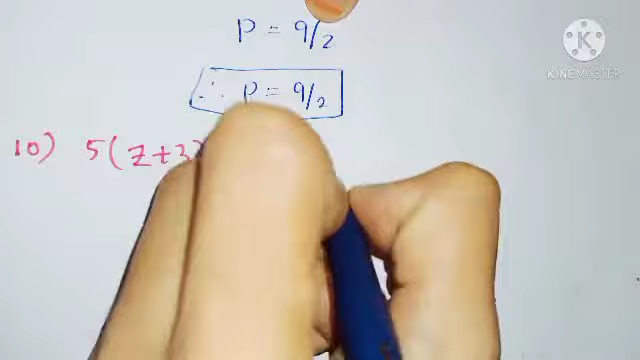 p = 9/2
∴ p = 9/2
10) 5(z+3)
KINEMASTER